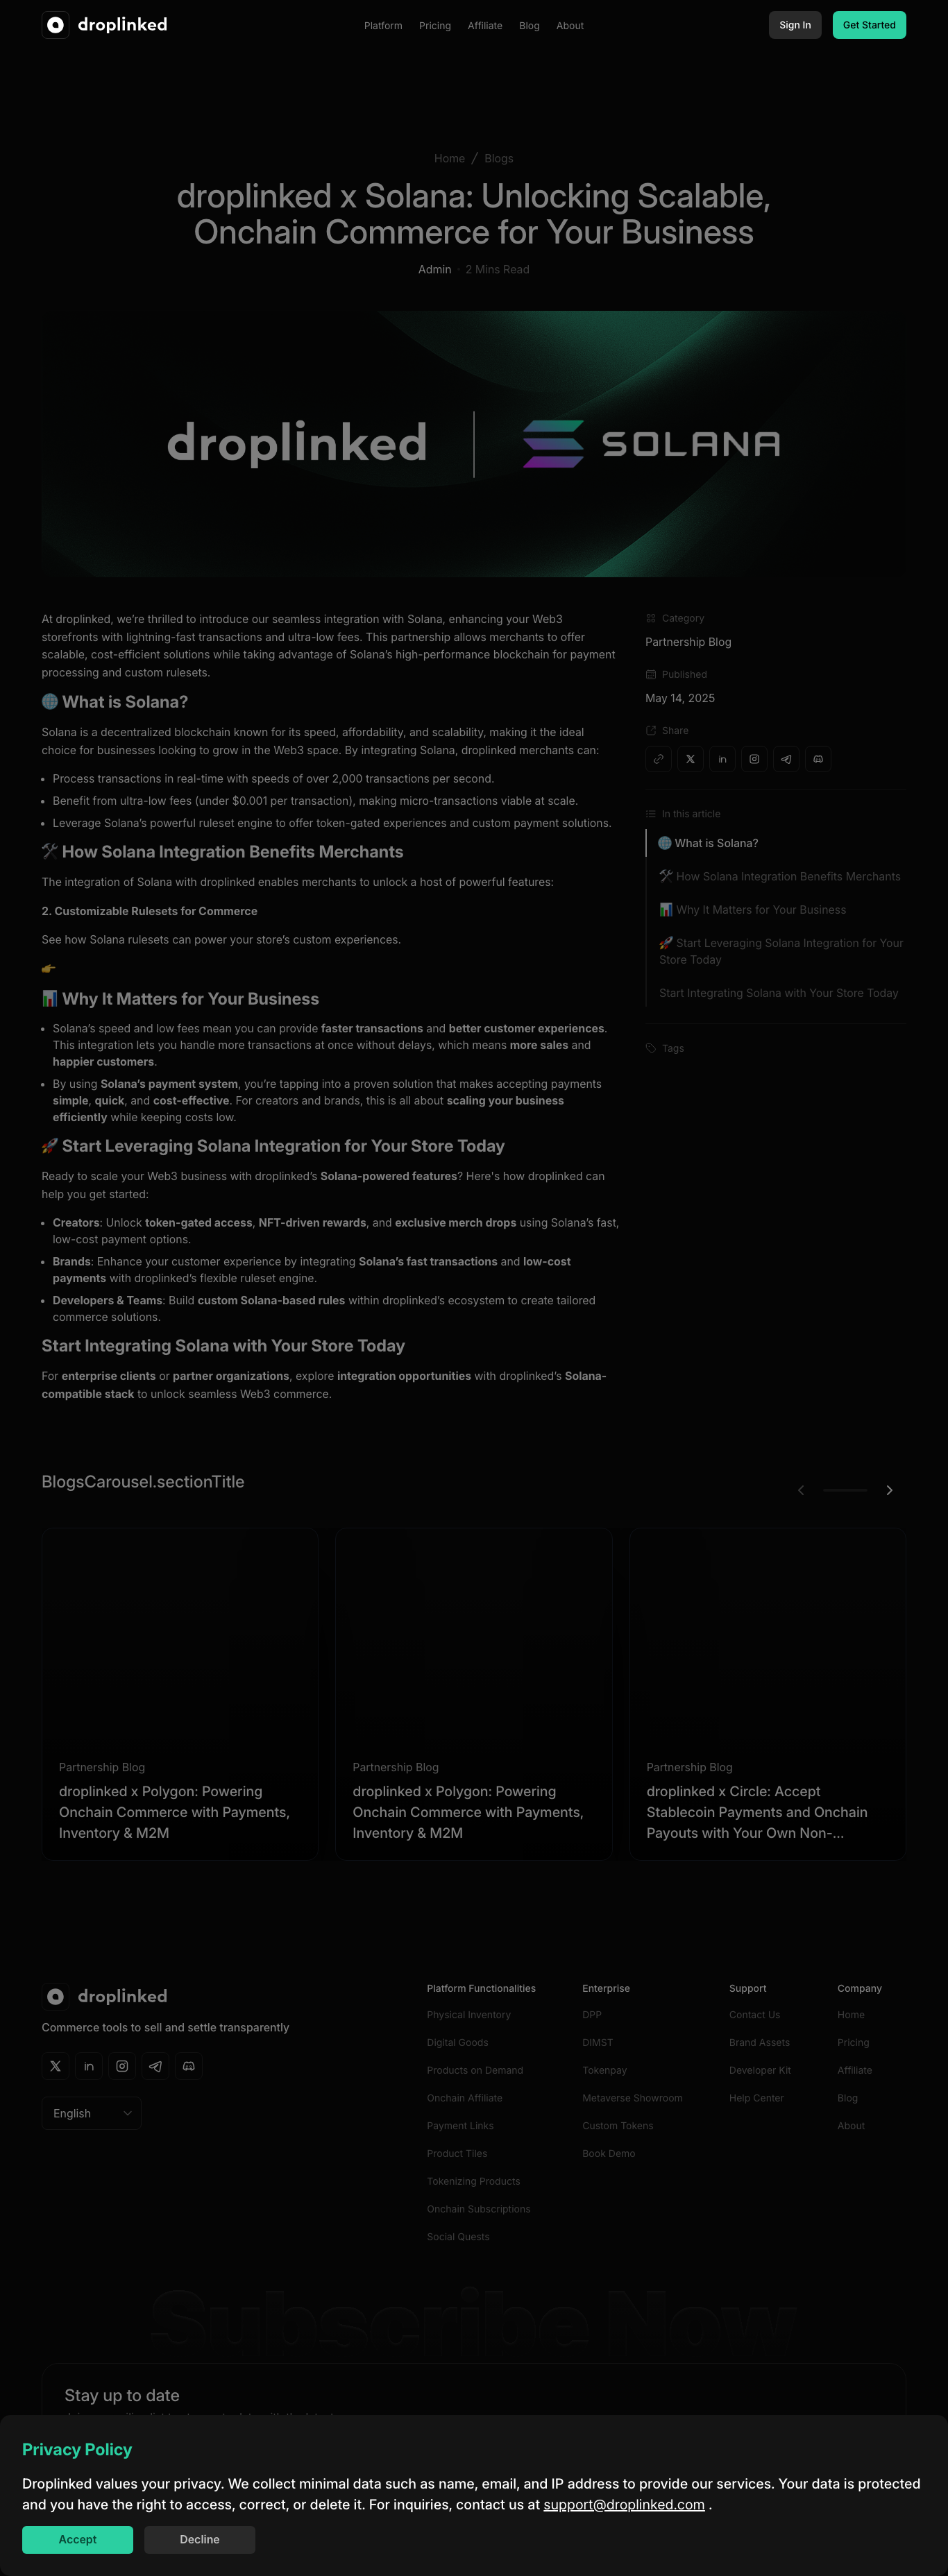 droplinked
Platform Pricing Affiliate Blog About
Sign In Get Started
Home / Blogs
droplinked x Solana: Unlocking Scalable,
Onchain Commerce for Your Business
Admin · 2 Mins Read
droplinked | SOLANA
At droplinked, we’re thrilled to introduce our seamless integration with Solana, enhancing your Web3
storefronts with lightning-fast transactions and ultra-low fees. This partnership allows merchants to offer
scalable, cost-efficient solutions while taking advantage of Solana’s high-performance blockchain for payment
processing and custom rulesets.
🌐 What is Solana?
Solana is a decentralized blockchain known for its speed, affordability, and scalability, making it the ideal
choice for businesses looking to grow in the Web3 space. By integrating Solana, droplinked merchants can:
• Process transactions in real-time with speeds of over 2,000 transactions per second.
• Benefit from ultra-low fees (under $0.001 per transaction), making micro-transactions viable at scale.
• Leverage Solana’s powerful ruleset engine to offer token-gated experiences and custom payment solutions.
🛠 How Solana Integration Benefits Merchants
The integration of Solana with droplinked enables merchants to unlock a host of powerful features:
2. Customizable Rulesets for Commerce
See how Solana rulesets can power your store’s custom experiences.
👉
📊 Why It Matters for Your Business
• Solana’s speed and low fees mean you can provide faster transactions and better customer experiences.
This integration lets you handle more transactions at once without delays, which means more sales and
happier customers.
• By using Solana’s payment system, you’re tapping into a proven solution that makes accepting payments
simple, quick, and cost-effective. For creators and brands, this is all about scaling your business
efficiently while keeping costs low.
🚀 Start Leveraging Solana Integration for Your Store Today
Ready to scale your Web3 business with droplinked’s Solana-powered features? Here's how droplinked can
help you get started:
• Creators: Unlock token-gated access, NFT-driven rewards, and exclusive merch drops using Solana’s fast,
low-cost payment options.
• Brands: Enhance your customer experience by integrating Solana’s fast transactions and low-cost
payments with droplinked’s flexible ruleset engine.
• Developers & Teams: Build custom Solana-based rules within droplinked’s ecosystem to create tailored
commerce solutions.
Start Integrating Solana with Your Store Today
For enterprise clients or partner organizations, explore integration opportunities with droplinked’s Solana-
compatible stack to unlock seamless Web3 commerce.
Category
Partnership Blog
Published
May 14, 2025
Share
In this article
🌐 What is Solana?
🛠 How Solana Integration Benefits Merchants
📊 Why It Matters for Your Business
🚀 Start Leveraging Solana Integration for Your
Store Today
Start Integrating Solana with Your Store Today
Tags
BlogsCarousel.sectionTitle
Partnership Blog
droplinked x Polygon: Powering
Onchain Commerce with Payments,
Inventory & M2M
Partnership Blog
droplinked x Polygon: Powering
Onchain Commerce with Payments,
Inventory & M2M
Partnership Blog
droplinked x Circle: Accept
Stablecoin Payments and Onchain
Payouts with Your Own Non-...
droplinked
Commerce tools to sell and settle transparently
English
Platform Functionalities
Physical Inventory
Digital Goods
Products on Demand
Onchain Affiliate
Payment Links
Product Tiles
Tokenizing Products
Onchain Subscriptions
Social Quests
Enterprise
DPP
DIMST
Tokenpay
Metaverse Showroom
Custom Tokens
Book Demo
Support
Contact Us
Brand Assets
Developer Kit
Help Center
Company
Home
Pricing
Affiliate
Blog
About
Subscribe Now
Stay up to date
Privacy Policy
Droplinked values your privacy. We collect minimal data such as name, email, and IP address to provide our services. Your data is protected
and you have the right to access, correct, or delete it. For inquiries, contact us at support@droplinked.com .
Accept Decline